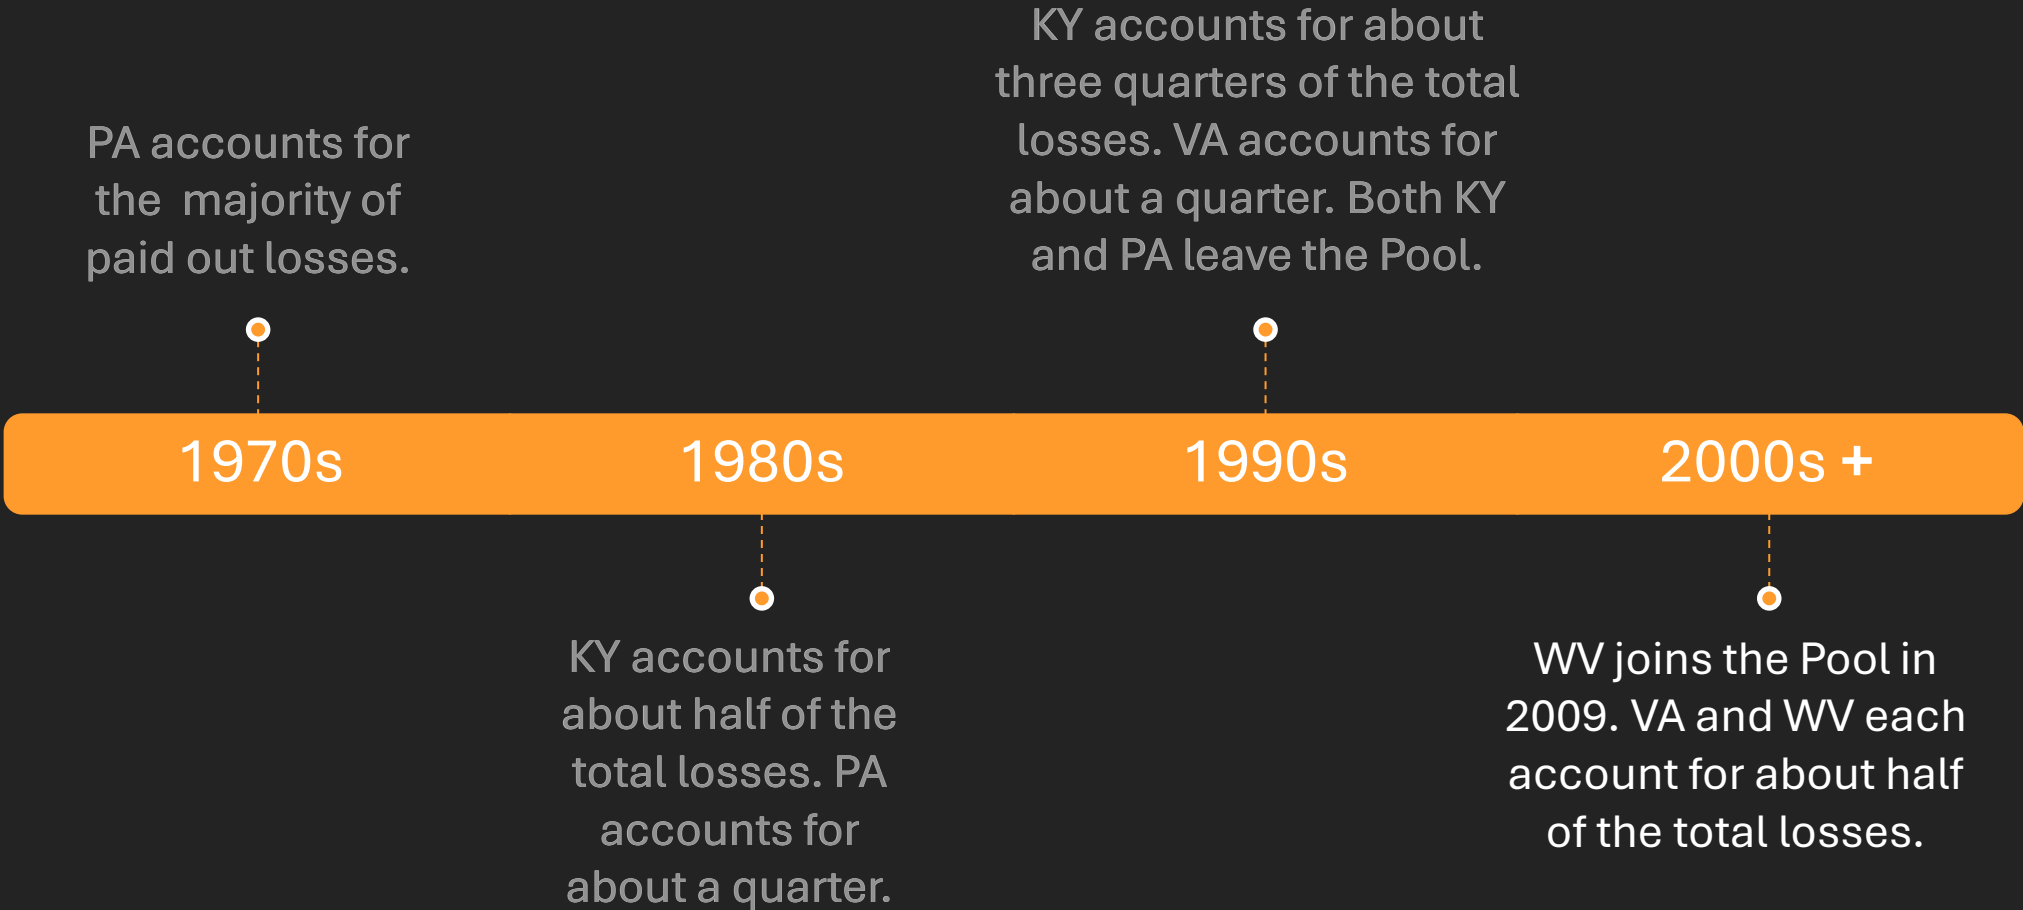 PA accounts for
the  majority of
paid out losses.
KY accounts for about
three quarters of the total
losses. VA accounts for
about a quarter. Both KY
and PA leave the Pool.
1970s
1980s
1990s
2000s +
KY accounts for
about half of the
total losses. PA
accounts for
about a quarter.
WV joins the Pool in
2009. VA and WV each
account for about half
of the total losses.